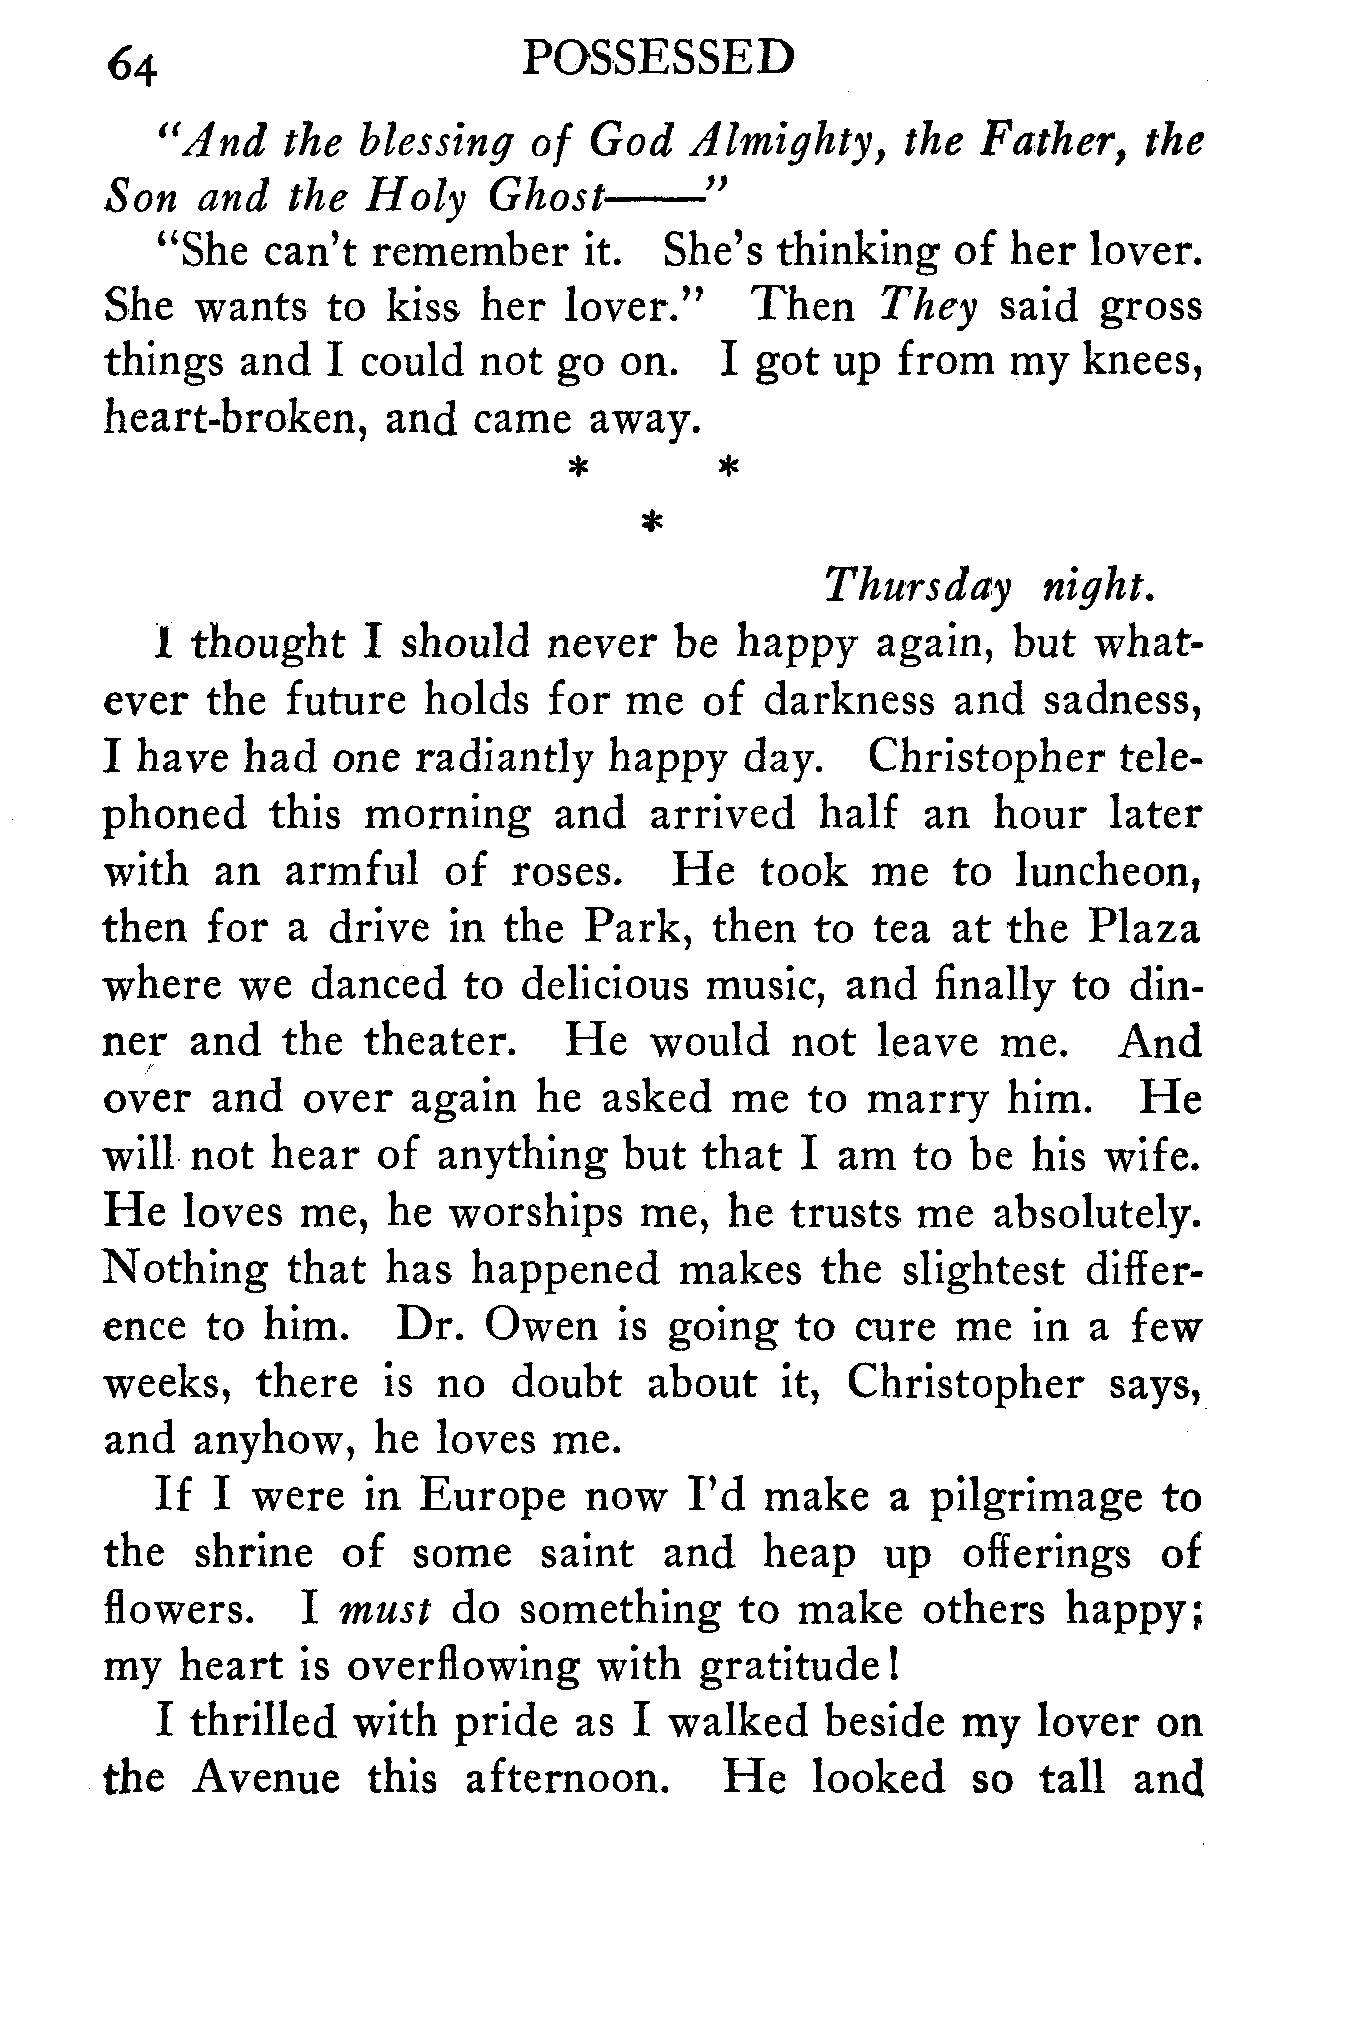 64 POSSESSED
"And the blessing of God Almighty, the Father, the
Son and the Holy Ghost——"
"She can't remember it. She's thinking of her lover.
She wants to kiss her lover." Then They said gross
things and I could not go on. I got up from my knees,
heart-broken, and came away.
* *
*
Thursday night.
I thought I should never be happy again, but what-
ever the future holds for me of darkness and sadness,
I have had one radiantly happy day. Christopher tele-
phoned this morning and arrived half an hour later
with an armful of roses. He took me to luncheon,
then for a drive in the Park, then to tea at the Plaza
where we danced to delicious music, and finally to din-
ner and the theater. He would not leave me. And
over and over again he asked me to marry him. He
will not hear of anything but that I am to be his wife.
He loves me, he worships me, he trusts me absolutely.
Nothing that has happened makes the slightest differ-
ence to him. Dr. Owen is going to cure me in a few
weeks, there is no doubt about it, Christopher says,
and anyhow, he loves me.
If I were in Europe now I'd make a pilgrimage to
the shrine of some saint and heap up offerings of
flowers. I must do something to make others happy;
my heart is overflowing with gratitude!
I thrilled with pride as I walked beside my lover on
the Avenue this afternoon. He looked so tall and